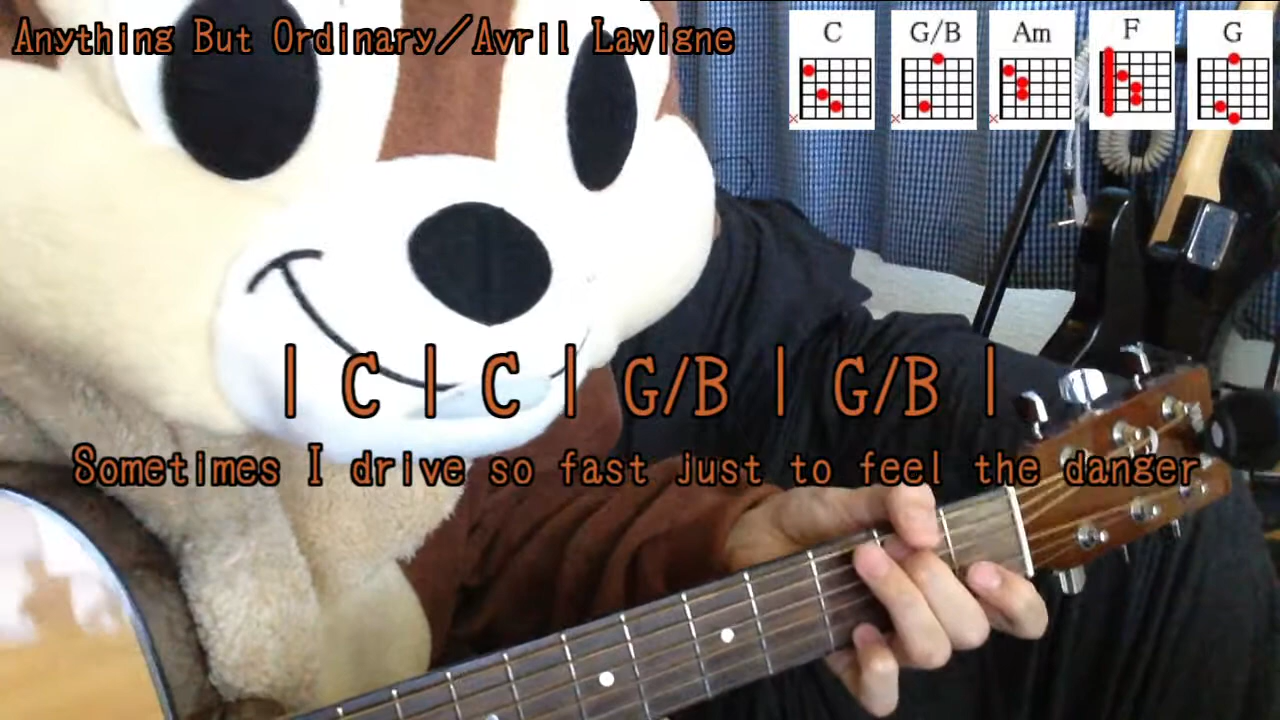 Anything But Ordinary/Avril Lavigne
C G/B Am F G
| C | C | G/B | G/B |
Sometimes I drive so fast just to feel the danger